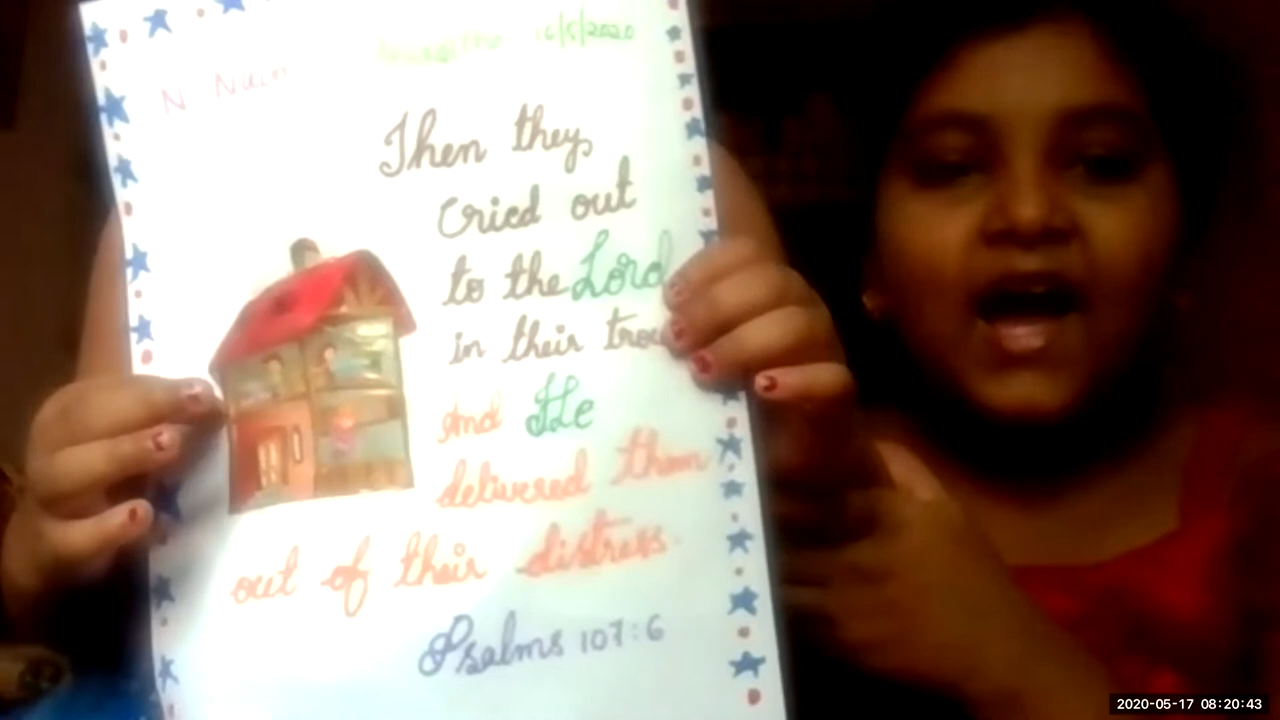 16/5/2020
N
Then they
cried out
to the Lord
in their trou
and He
delivered them
out of their distress.
Psalms 107:6
2020-05-17 08:20:43